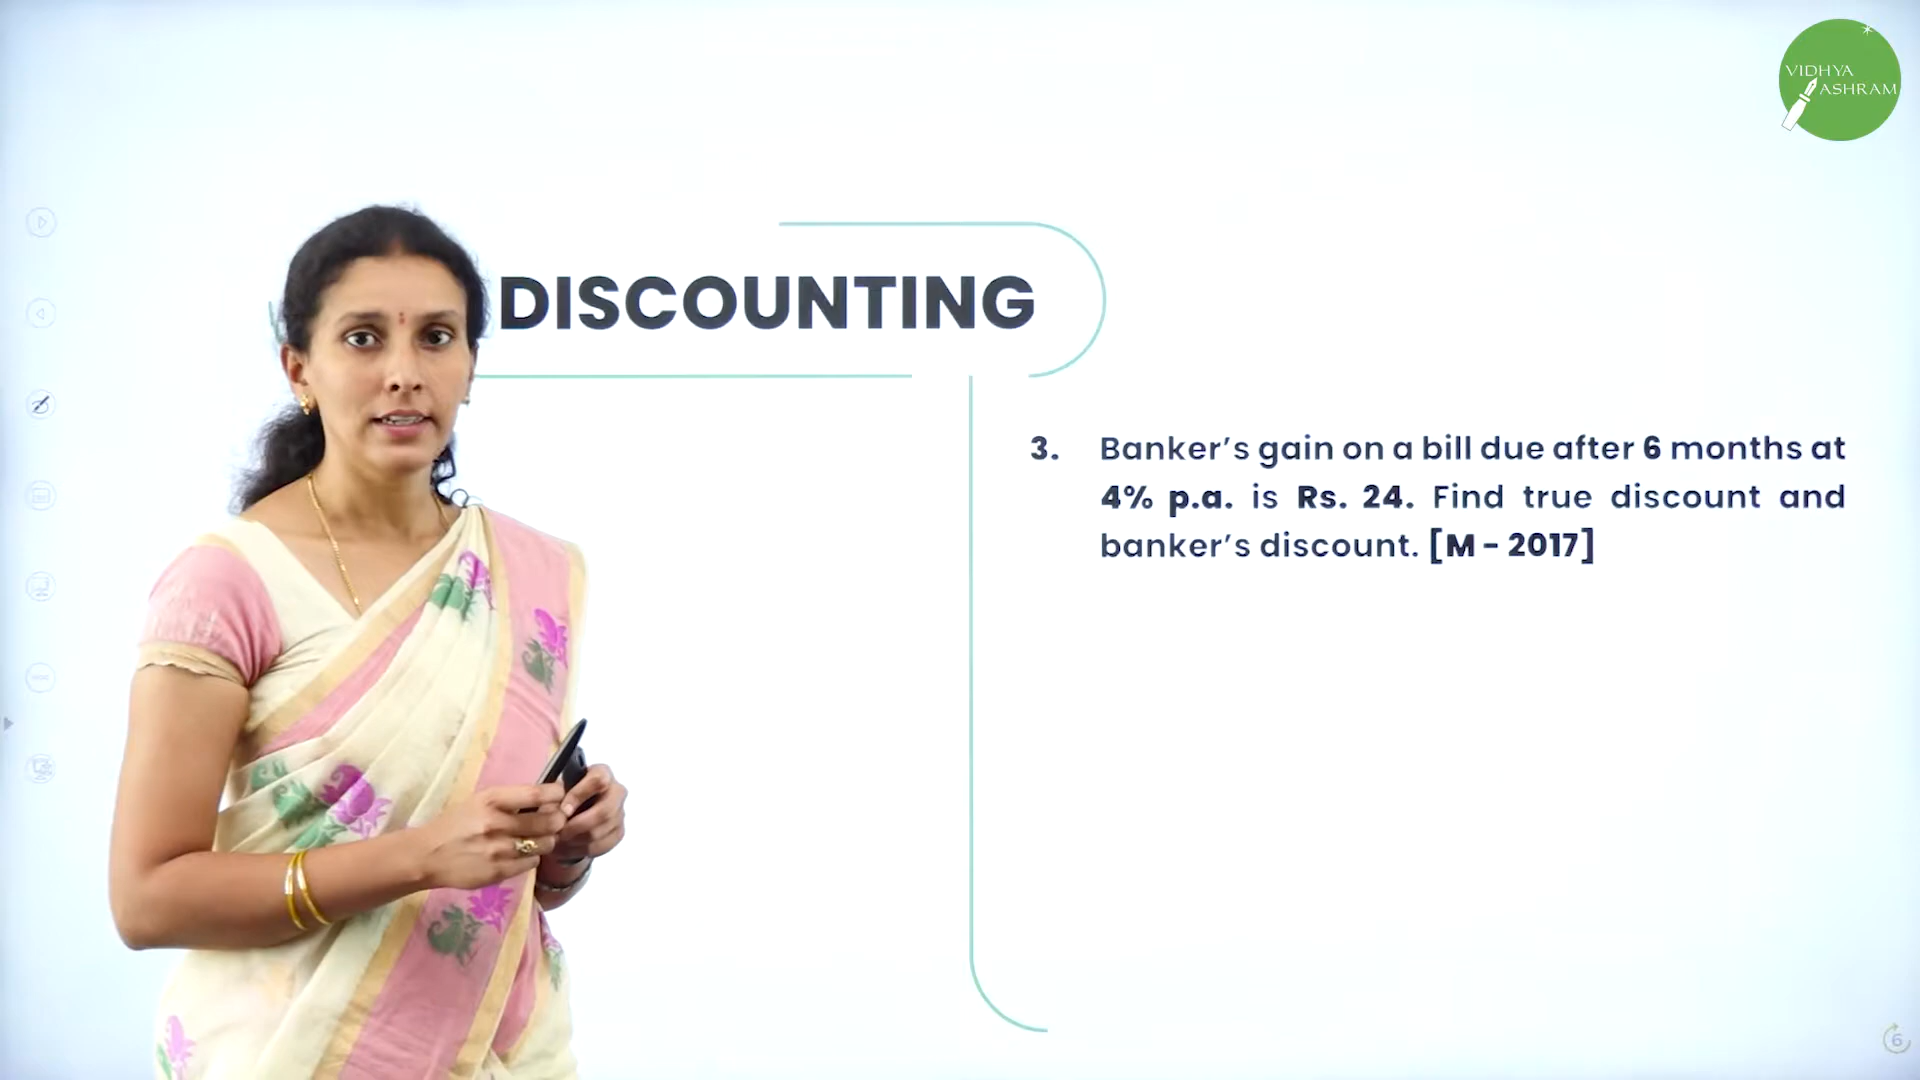 VIDHYA
ASHRAM
DISCOUNTING
3. Banker's gain on a bill due after 6 months at
4% p.a. is Rs. 24. Find true discount and
banker's discount. [M - 2017]
6